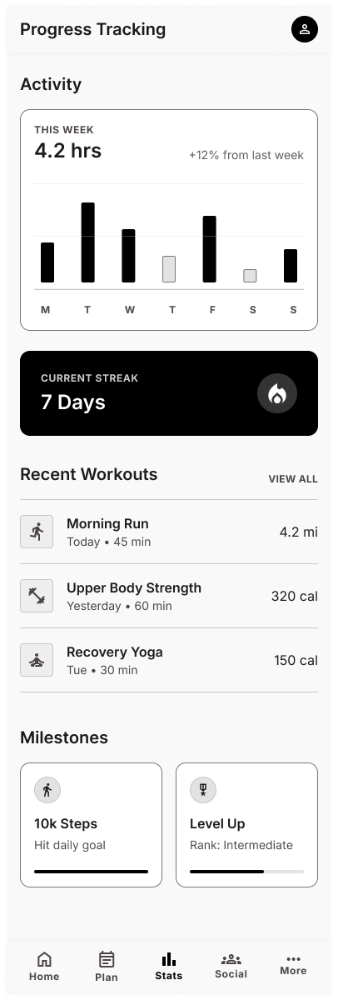 Progress Tracking
Activity
THIS WEEK
4.2 hrs
+12% from last week
M T W T F S S
CURRENT STREAK
7 Days
Recent Workouts
VIEW ALL
Morning Run
Today • 45 min
4.2 mi
Upper Body Strength
Yesterday • 60 min
320 cal
Recovery Yoga
Tue • 30 min
150 cal
Milestones
10k Steps
Hit daily goal
Level Up
Rank: Intermediate
Home Plan Stats Social More